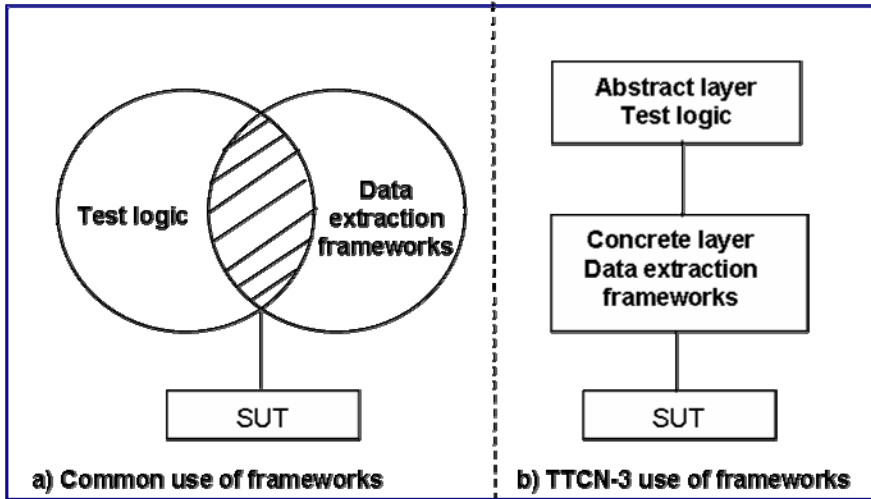 Test logic
Data
extraction
frameworks
SUT
a) Common use of frameworks
Abstract layer
Test logic
Concrete layer
Data extraction
frameworks
SUT
b) TTCN-3 use of frameworks